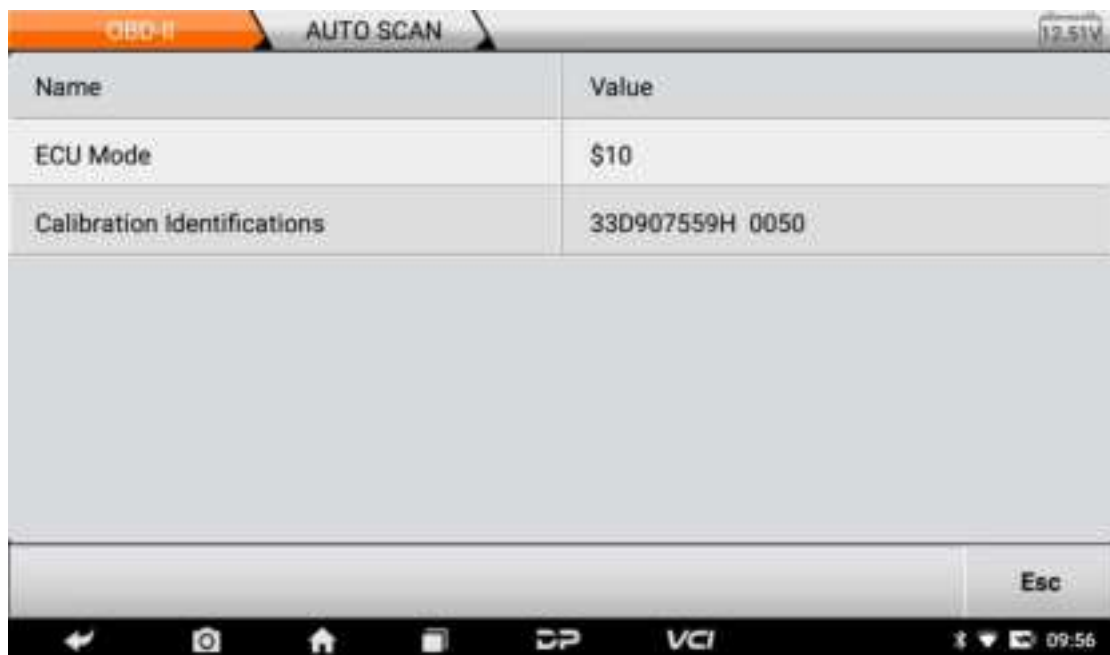 OBD-II AUTO SCAN 12.51V
Name Value
ECU Mode $10
Calibration Identifications 33D907559H 0050
Esc
DP VCI 09:56